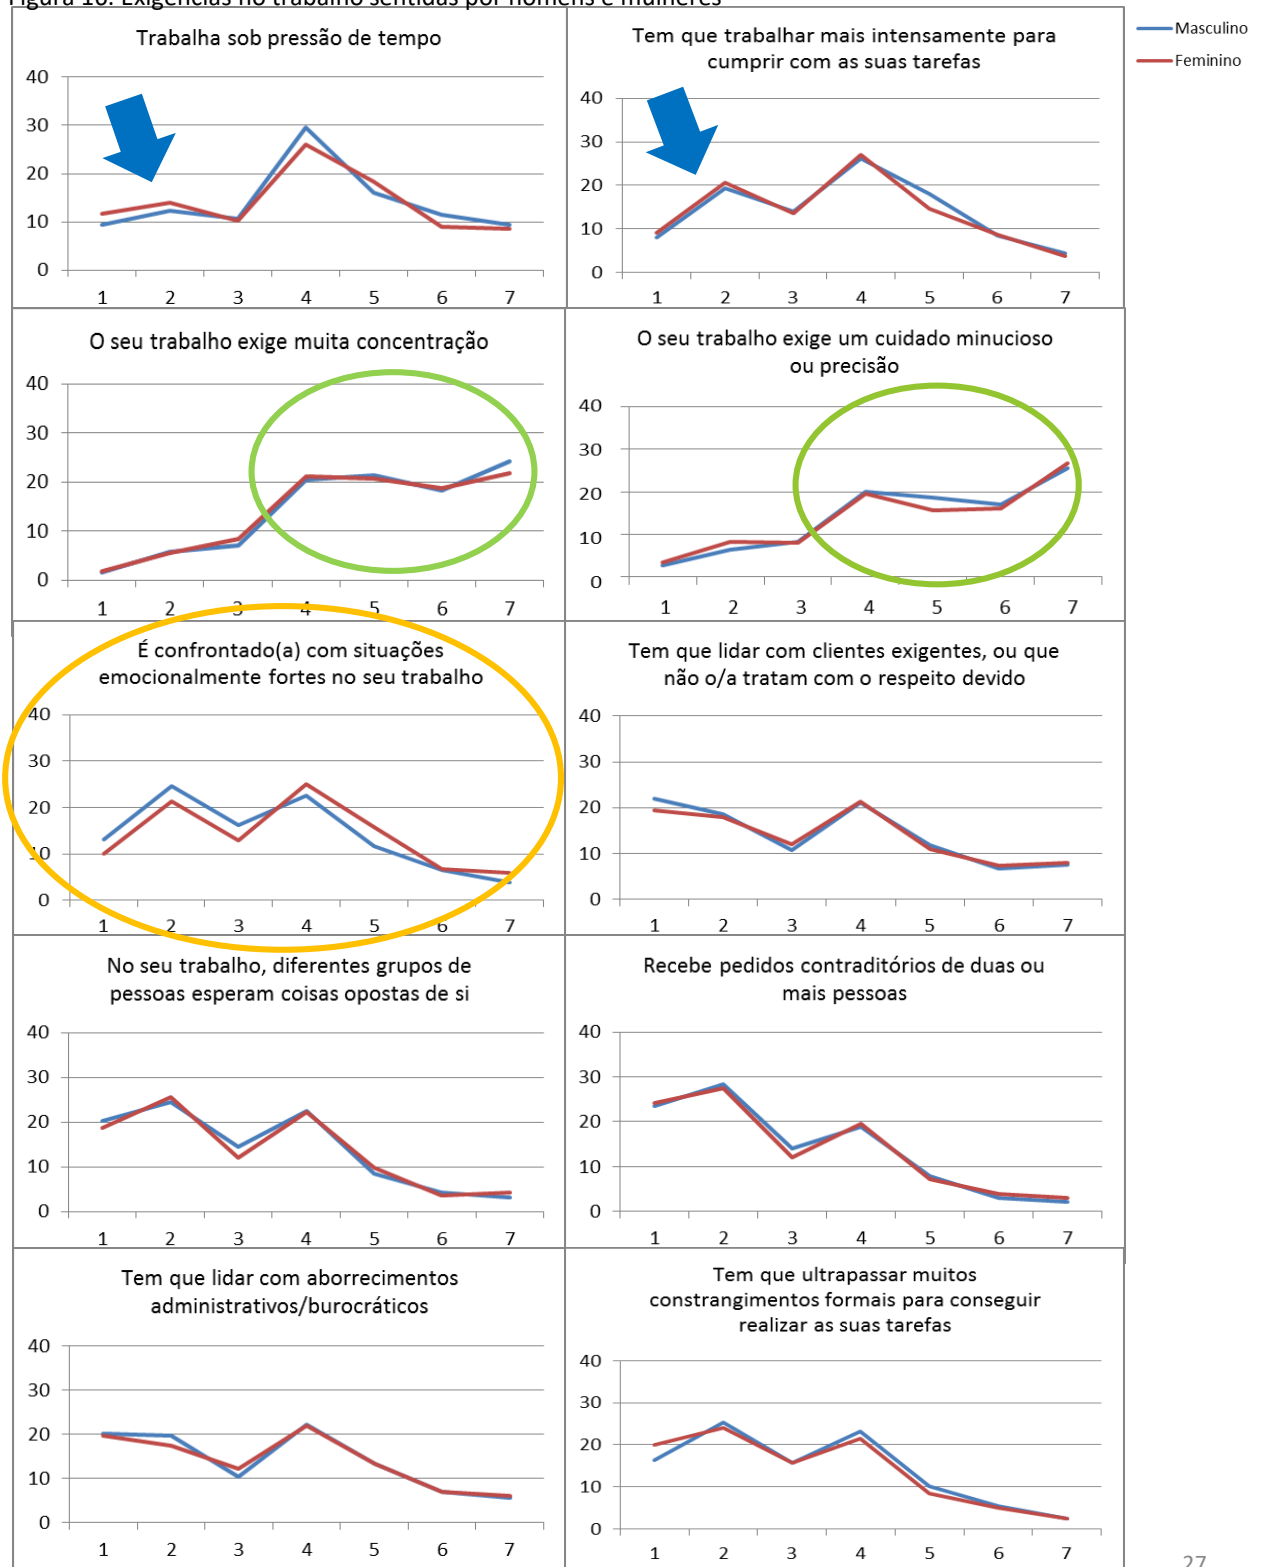 Figura 10: Exigências no trabalho sentidas por homens e mulheres
Trabalha sob pressão de tempo
40
30
20
10
0
1 2 3 4 5 6 7
Tem que trabalhar mais intensamente para
cumprir com as suas tarefas
40
30
20
10
0
1 2 3 4 5 6 7
Masculino
Feminino
O seu trabalho exige muita concentração
40
30
20
10
0
1 2 3 4 5 6 7
O seu trabalho exige um cuidado minucioso
ou precisão
40
30
20
10
0
1 2 3 4 5 6 7
É confrontado(a) com situações
emocionalmente fortes no seu trabalho
40
30
20
10
0
1 2 3 4 5 6 7
Tem que lidar com clientes exigentes, ou que
não o/a tratam com o respeito devido
40
30
20
10
0
1 2 3 4 5 6 7
No seu trabalho, diferentes grupos de
pessoas esperam coisas opostas de si
40
30
20
10
0
1 2 3 4 5 6 7
Recebe pedidos contraditórios de duas ou
mais pessoas
40
30
20
10
0
1 2 3 4 5 6 7
Tem que lidar com aborrecimentos
administrativos/burocráticos
40
30
20
10
0
1 2 3 4 5 6 7
Tem que ultrapassar muitos
constrangimentos formais para conseguir
realizar as suas tarefas
40
30
20
10
0
1 2 3 4 5 6 7
27